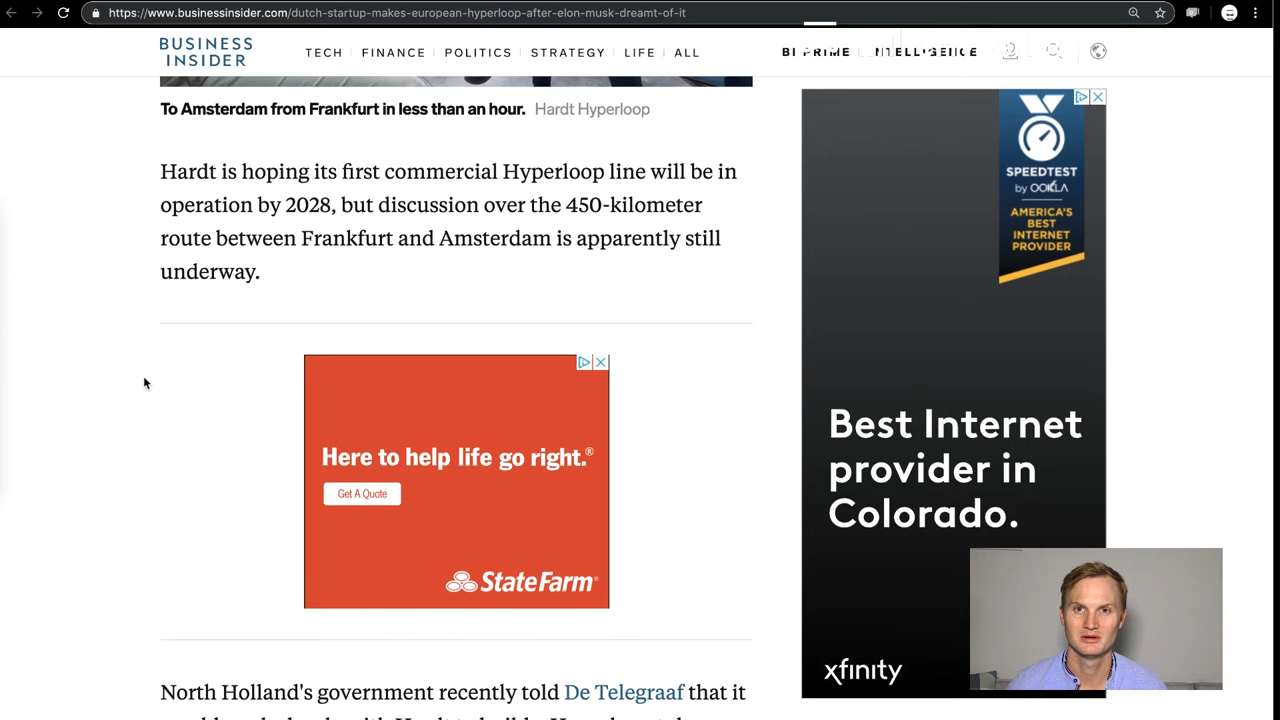 https://www.businessinsider.com/dutch-startup-makes-european-hyperloop-after-elon-musk-dreamt-of-it
BUSINESS
INSIDER
TECH FINANCE POLITICS STRATEGY LIFE ALL
BI PRIME INTELLIGENCE
To Amsterdam from Frankfurt in less than an hour. Hardt Hyperloop
Hardt is hoping its first commercial Hyperloop line will be in
operation by 2028, but discussion over the 450-kilometer
route between Frankfurt and Amsterdam is apparently still
underway.
Here to help life go right.®
Get A Quote
StateFarm®
North Holland's government recently told De Telegraaf that it
SPEEDTEST
by OOKLA
AMERICA'S
BEST
INTERNET
PROVIDER
Best Internet
provider in
Colorado.
xfinity